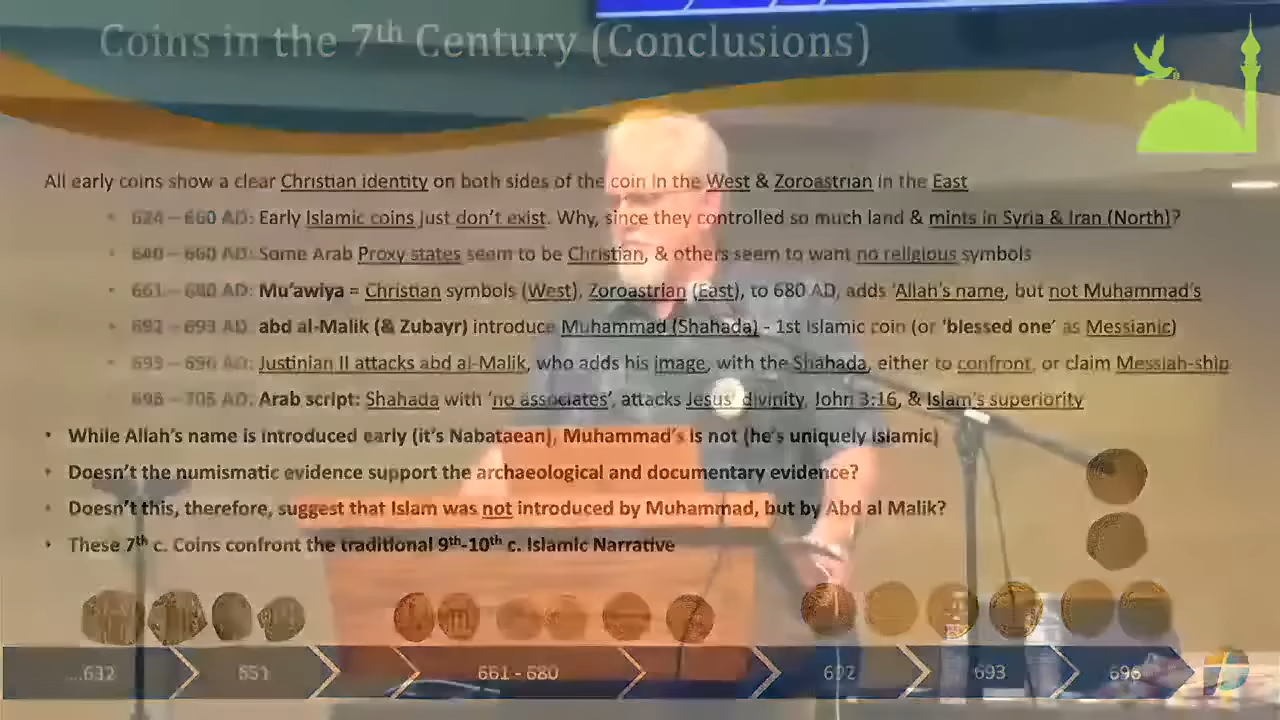 Coins in the 7th Century (Conclusions)
All early coins show a clear Christian identity on both sides of the coin in the West & Zoroastrian in the East
• 624 – 660 AD: Early Islamic coins just don't exist. Why, since they controlled so much land & mints in Syria & Iran (North)?
• 640 – 660 AD: Some Arab Proxy states seem to be Christian, & others seem to want no religious symbols
• 661 – 680 AD: Mu'awiya = Christian symbols (West), Zoroastrian (East), to 680 AD, adds 'Allah's name, but not Muhammad's
• 692 – 693 AD: abd al-Malik (& Zubayr) introduce Muhammad (Shahada) - 1st Islamic coin (or 'blessed one' as Messianic)
• 693 – 696 AD: Justinian II attacks abd al-Malik, who adds his image, with the Shahada, either to confront, or claim Messiah-ship
• 696 – 705 AD: Arab script: Shahada with 'no associates', attacks Jesus' divinity, John 3:16, & Islam's superiority
• While Allah's name is introduced early (it's Nabataean), Muhammad's is not (he's uniquely Islamic)
• Doesn't the numismatic evidence support the archaeological and documentary evidence?
• Doesn't this, therefore, suggest that Islam was not introduced by Muhammad, but by Abd al Malik?
• These 7th c. Coins confront the traditional 9th-10th c. Islamic Narrative
...632 651 661 - 680 692 693 696